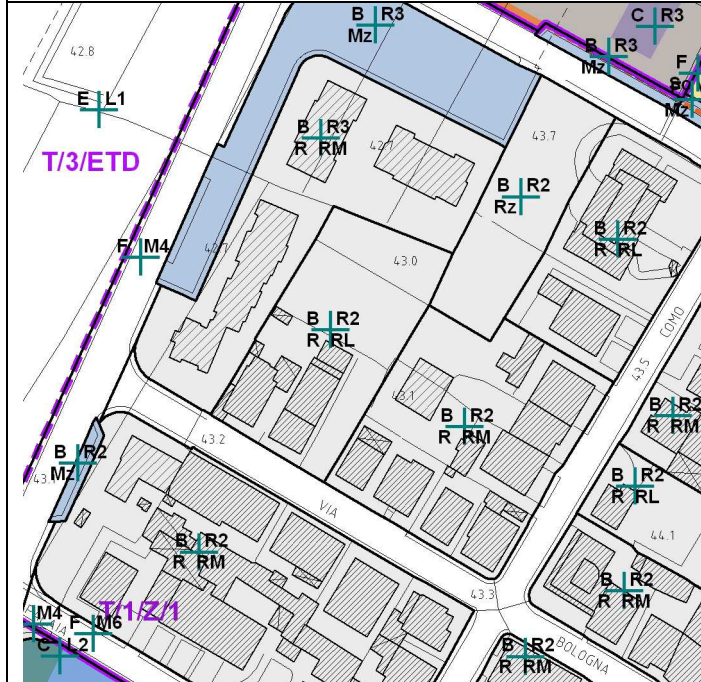 B R3
Mz
C R3
B R3
Mz
F
Mz
42.8
E L1
T/3/ETD
B R3
R RM
42.7
43.7
B R2
Rz
B R2
R RL
F M4
42.7
43.0
B R2
R RL
COMO
43.5
43.1
B R2
R RM
B R2
R RM
43.2
B R2
Mz
VIA
B R2
R RL
44.1
B R2
R RM
B R2
R RM
T/1/Z/1
43.3
M4
F M6
C L2
BOLOGNA
B R2
R RM